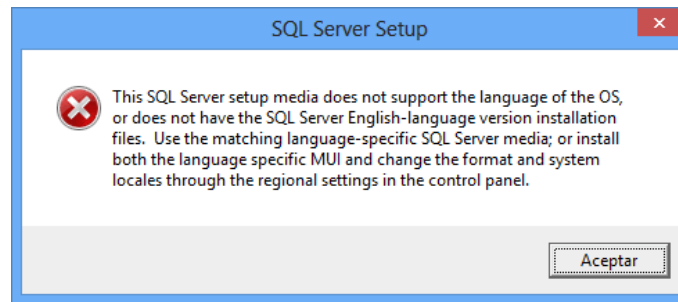 SQL Server Setup
This SQL Server setup media does not support the language of the OS,
or does not have the SQL Server English-language version installation
files.  Use the matching language-specific SQL Server media; or install
both the language specific MUI and change the format and system
locales through the regional settings in the control panel.
Aceptar